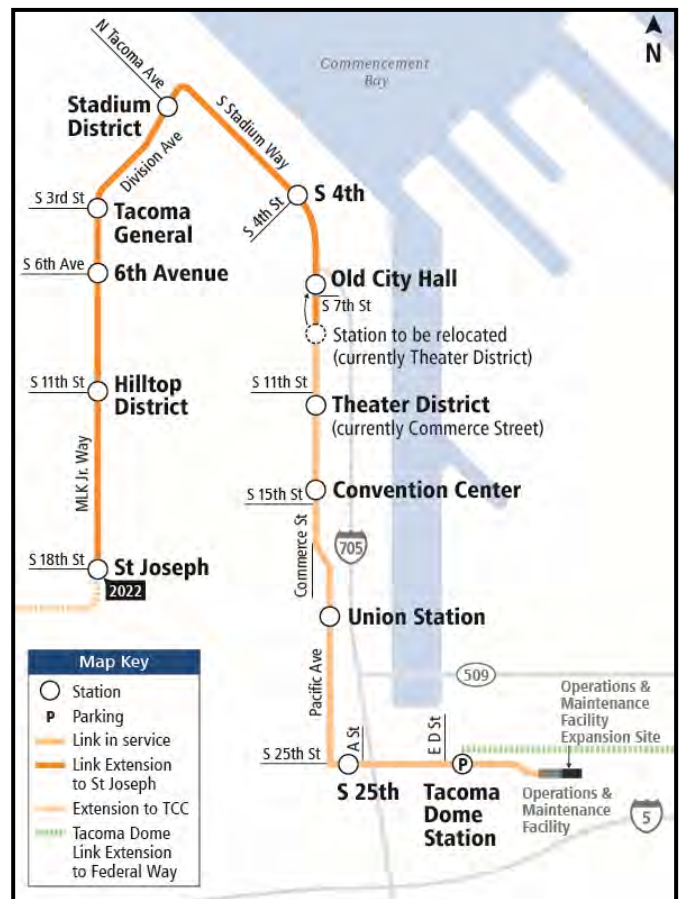 N
Commencement
Bay
N Tacoma Ave
Stadium
District
S Stadium Way
Division Ave
S 4th
S 4th St
S 3rd St
Tacoma
General
S 6th Ave
6th Avenue
Old City Hall
S 7th St
Station to be relocated
(currently Theater District)
S 11th St
Hilltop
District
S 11th St
Theater District
(currently Commerce Street)
MLK Jr. Way
S 15th St
Convention Center
Commerce St
705
S 18th St
St Joseph
2022
Union Station
Pacific Ave
509
Operations &
Maintenance
Facility
Expansion Site
A St
E D St
S 25th St
P
S 25th
Tacoma
Dome
Station
Operations &
Maintenance
Facility
5
Map Key
Station
P Parking
Link in service
Link Extension
to St Joseph
Extension to TCC
Tacoma Dome
Link Extension
to Federal Way